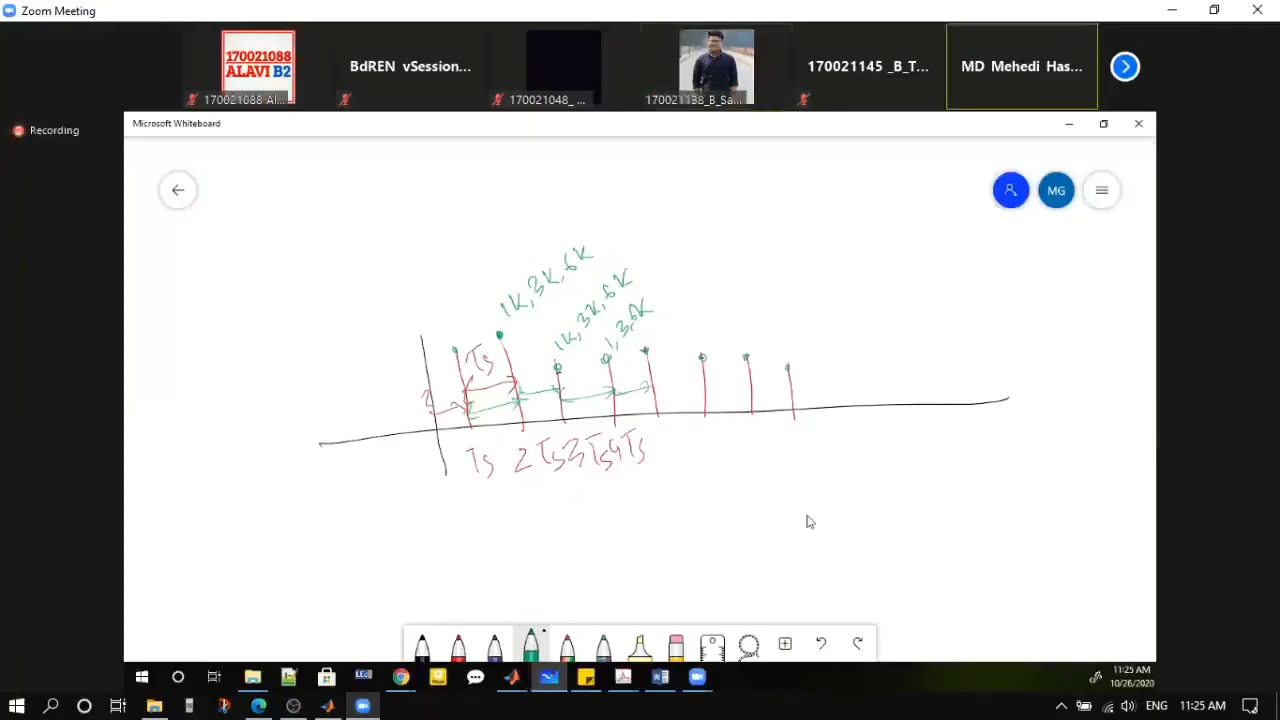 Zoom Meeting
170021088
ALAVI B2
170021088 Al...
BdREN vSession...
170021048_ ...
170021138_B_Sa...
170021145 _B_T...
MD Mehedi Has...
Recording
Microsoft Whiteboard
MG
1K, 3K, 6K
1K, 3K, 6K
1, 3, 6K
Ts
Ts 2Ts 3Ts 4Ts
11:25 AM
10/26/2020
ENG 11:25 AM